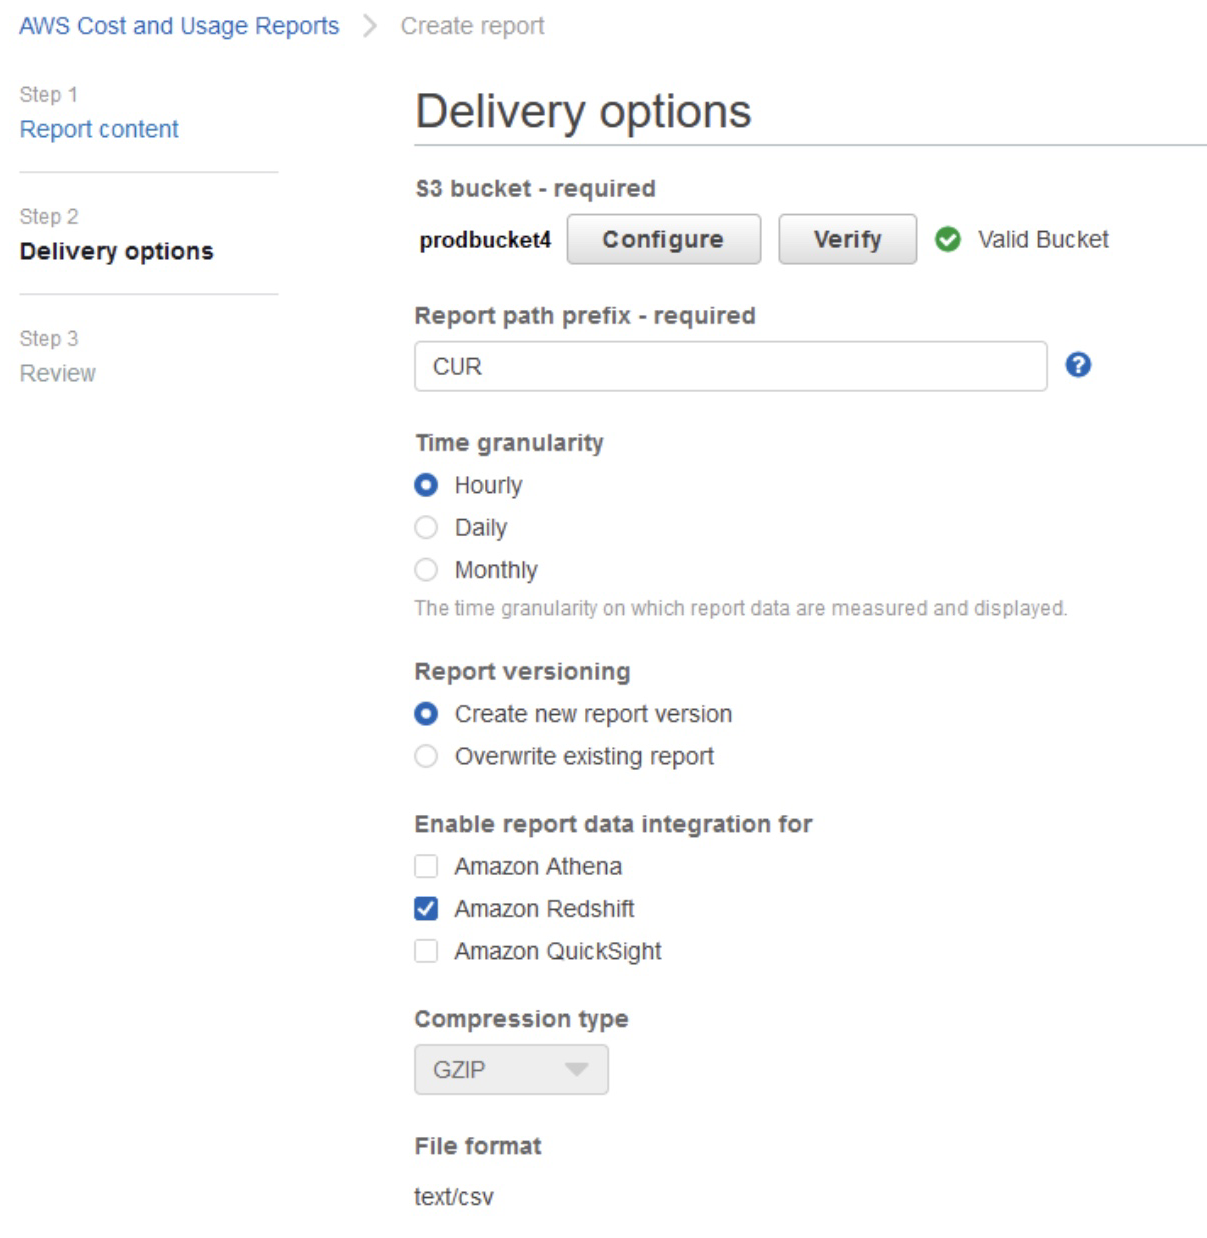 AWS Cost and Usage Reports > Create report
Step 1
Report content
Step 2
Delivery options
Step 3
Review
Delivery options
S3 bucket - required
prodbucket4 Configure Verify Valid Bucket
Report path prefix - required
CUR ?
Time granularity
Hourly
Daily
Monthly
The time granularity on which report data are measured and displayed.
Report versioning
Create new report version
Overwrite existing report
Enable report data integration for
Amazon Athena
Amazon Redshift
Amazon QuickSight
Compression type
GZIP
File format
text/csv